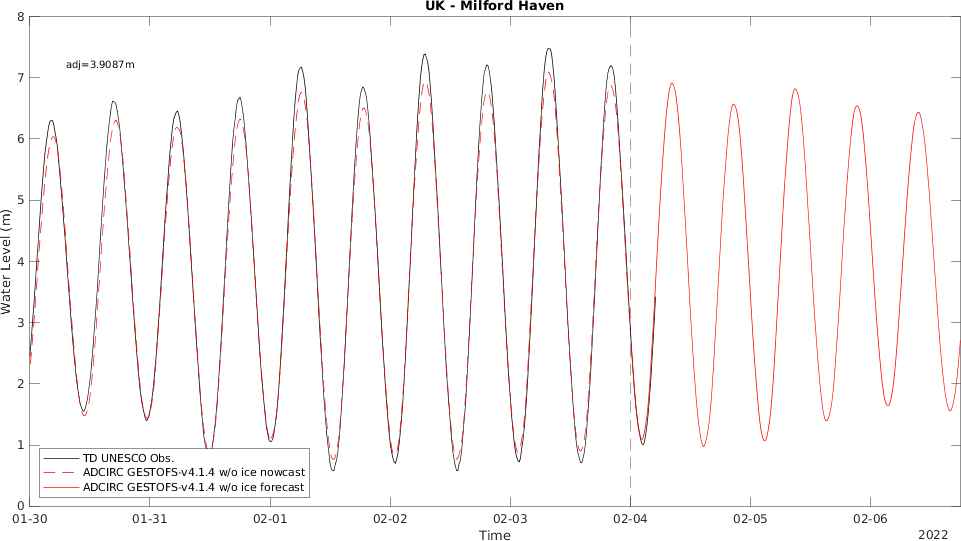 UK - Milford Haven
8
adj=3.9087m
7
6
5
4
3
2
1
0
Water Level (m)
TD UNESCO Obs.
ADCIRC GESTOFS-v4.1.4 w/o ice nowcast
ADCIRC GESTOFS-v4.1.4 w/o ice forecast
01-30 01-31 02-01 02-02 02-03 02-04 02-05 02-06
Time
2022